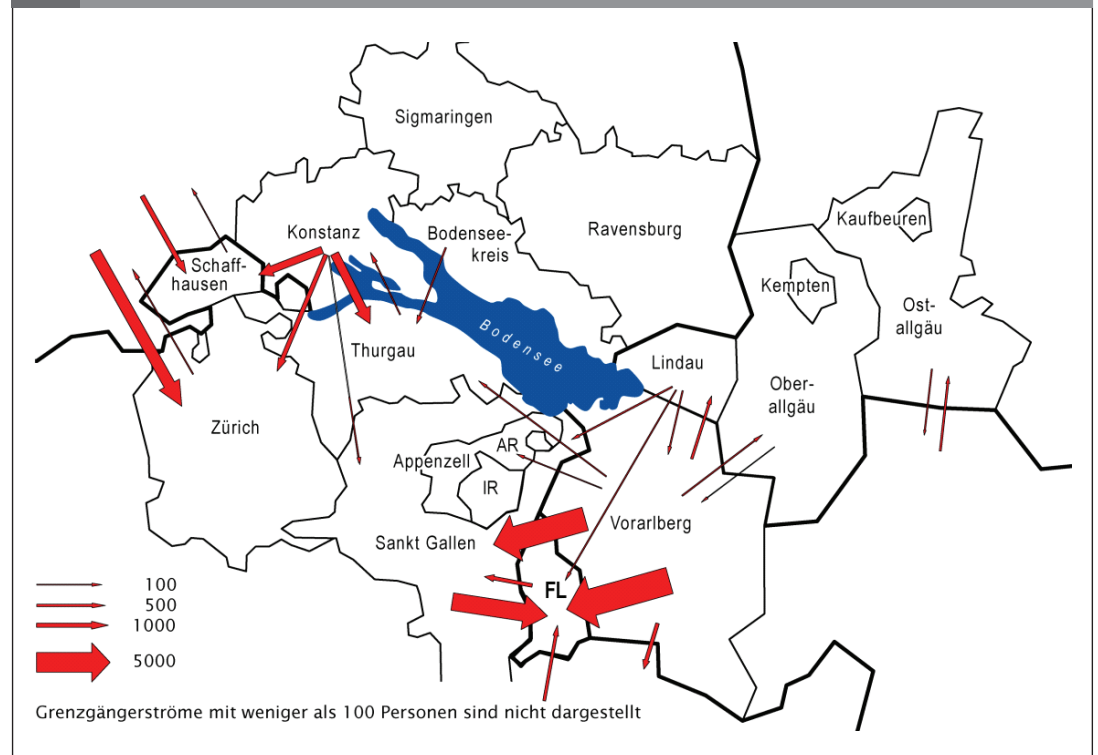 Sigmaringen
Konstanz
Bodensee-
kreis
Ravensburg
Kaufbeuren
Schaff-
hausen
Kempten
Ost-
allgäu
Bodensee
Thurgau
Lindau
Ober-
allgäu
Zürich
AR
Appenzell
IR
Sankt Gallen
Vorarlberg
FL
100
500
1000
5000
Grenzgängerströme mit weniger als 100 Personen sind nicht dargestellt